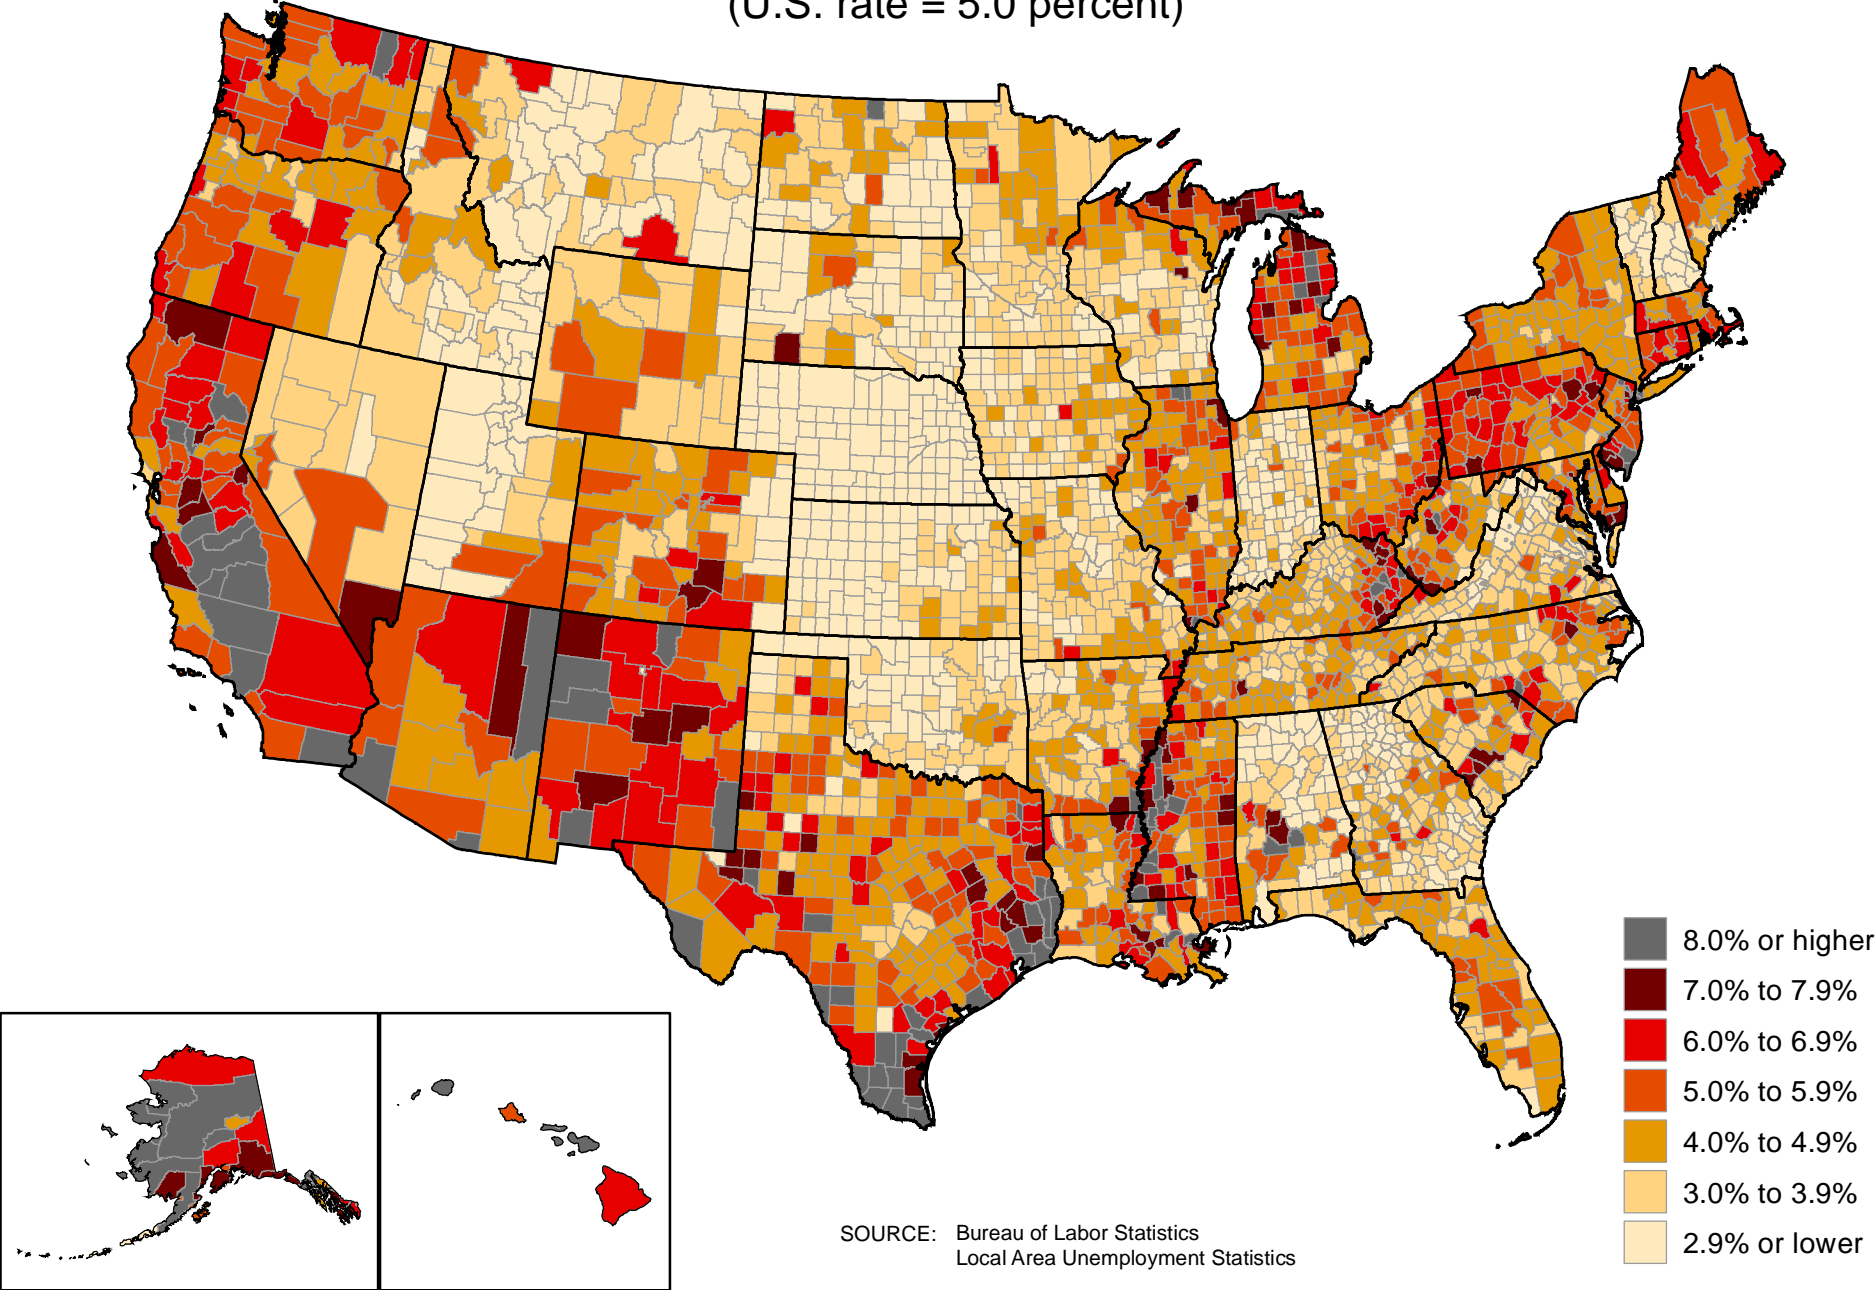 (U.S. rate = 5.0 percent)
8.0% or higher
7.0% to 7.9%
6.0% to 6.9%
5.0% to 5.9%
4.0% to 4.9%
3.0% to 3.9%
2.9% or lower
SOURCE: Bureau of Labor Statistics
Local Area Unemployment Statistics